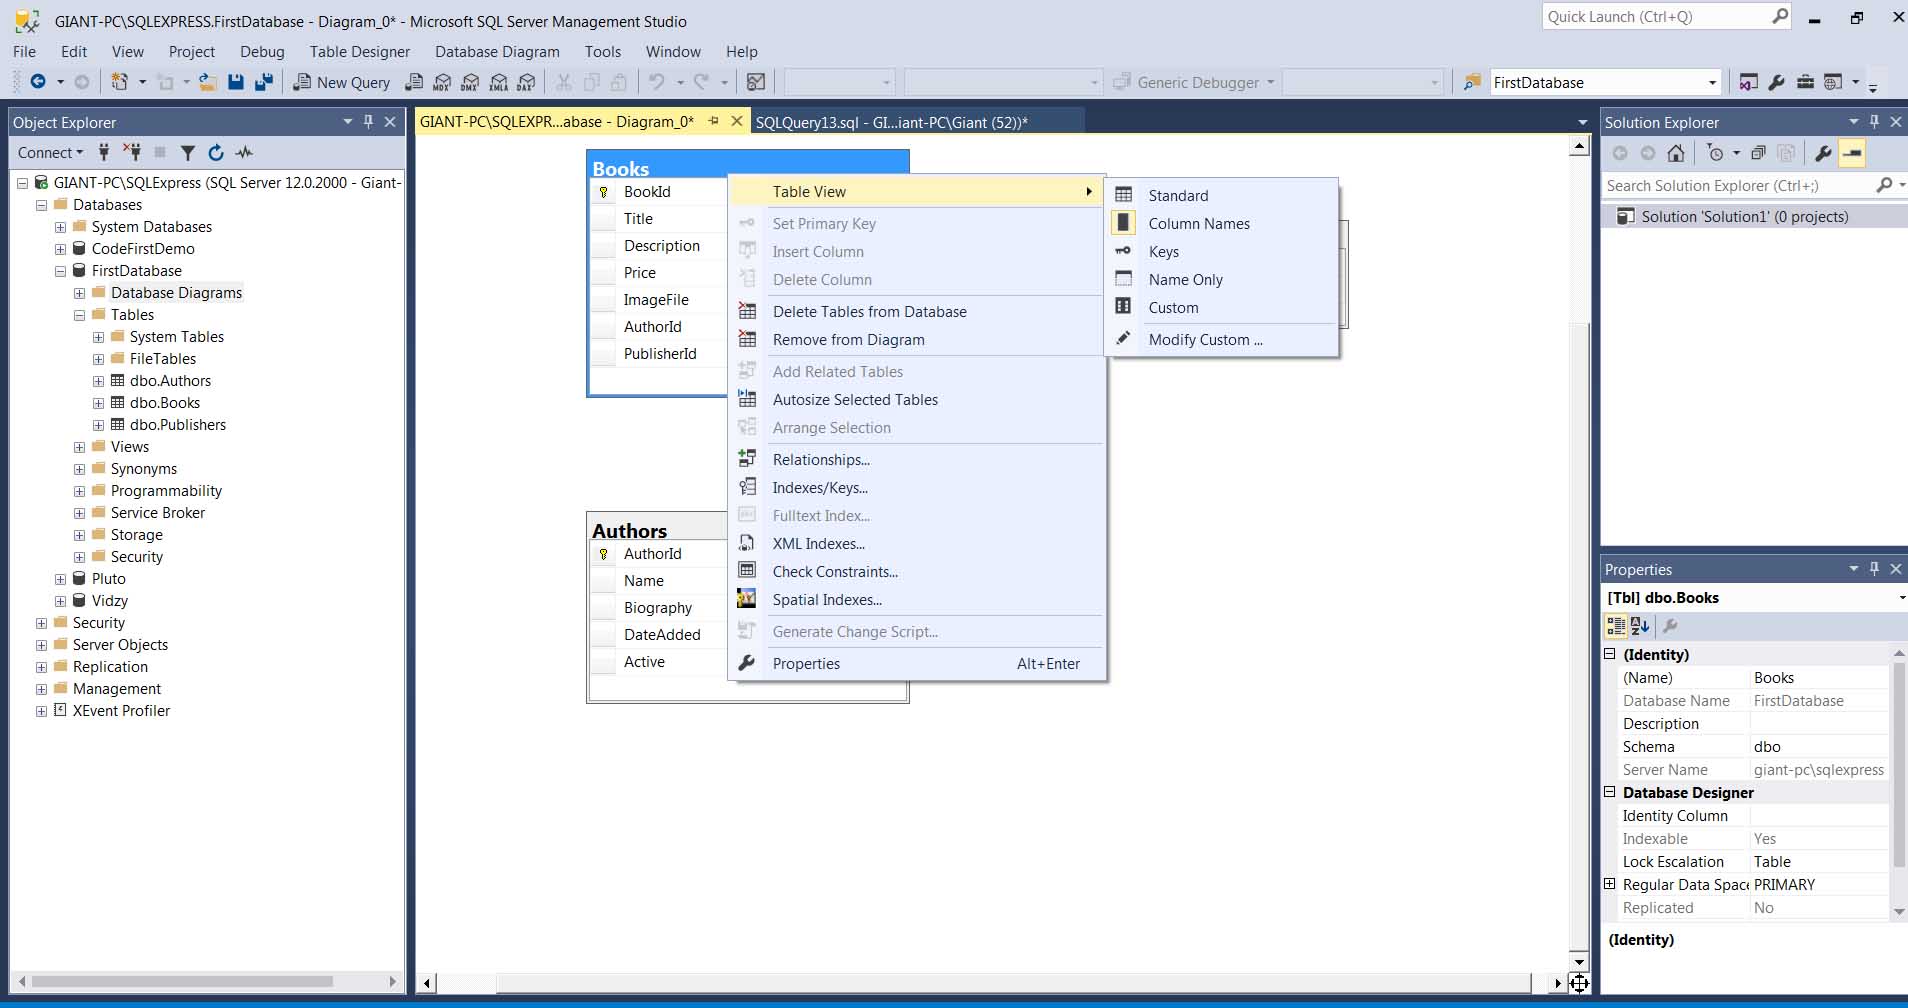 GIANT-PC\SQLEXPRESS.FirstDatabase - Diagram_0* - Microsoft SQL Server Management Studio
Quick Launch (Ctrl+Q)
File Edit View Project Debug Table Designer Database Diagram Tools Window Help
New Query
MDX
DMX
XMLA
DAX
Generic Debugger
FirstDatabase
Object Explorer
Connect
GIANT-PC\SQLExpress (SQL Server 12.0.2000 - Giant-
Databases
System Databases
CodeFirstDemo
FirstDatabase
Database Diagrams
Tables
System Tables
FileTables
dbo.Authors
dbo.Books
dbo.Publishers
Views
Synonyms
Programmability
Service Broker
Storage
Security
Pluto
Vidzy
Security
Server Objects
Replication
Management
XEvent Profiler
GIANT-PC\SQLEXPR...abase - Diagram_0*
SQLQuery13.sql - GI...iant-PC\Giant (52))*
Books
BookId
Title
Description
Price
ImageFile
AuthorId
PublisherId
Authors
AuthorId
Name
Biography
DateAdded
Active
Table View
Set Primary Key
Insert Column
Delete Column
Delete Tables from Database
Remove from Diagram
Add Related Tables
Autosize Selected Tables
Arrange Selection
Relationships...
Indexes/Keys...
Fulltext Index...
XML Indexes...
Check Constraints...
Spatial Indexes...
Generate Change Script...
Properties Alt+Enter
Standard
Column Names
Keys
Name Only
Custom
Modify Custom ...
Solution Explorer
Search Solution Explorer (Ctrl+;)
Solution 'Solution1' (0 projects)
Properties
[Tbl] dbo.Books
(Identity)
(Name) Books
Database Name FirstDatabase
Description
Schema dbo
Server Name giant-pc\sqlexpress
Database Designer
Identity Column
Indexable Yes
Lock Escalation Table
Regular Data Space PRIMARY
Replicated No
(Identity)